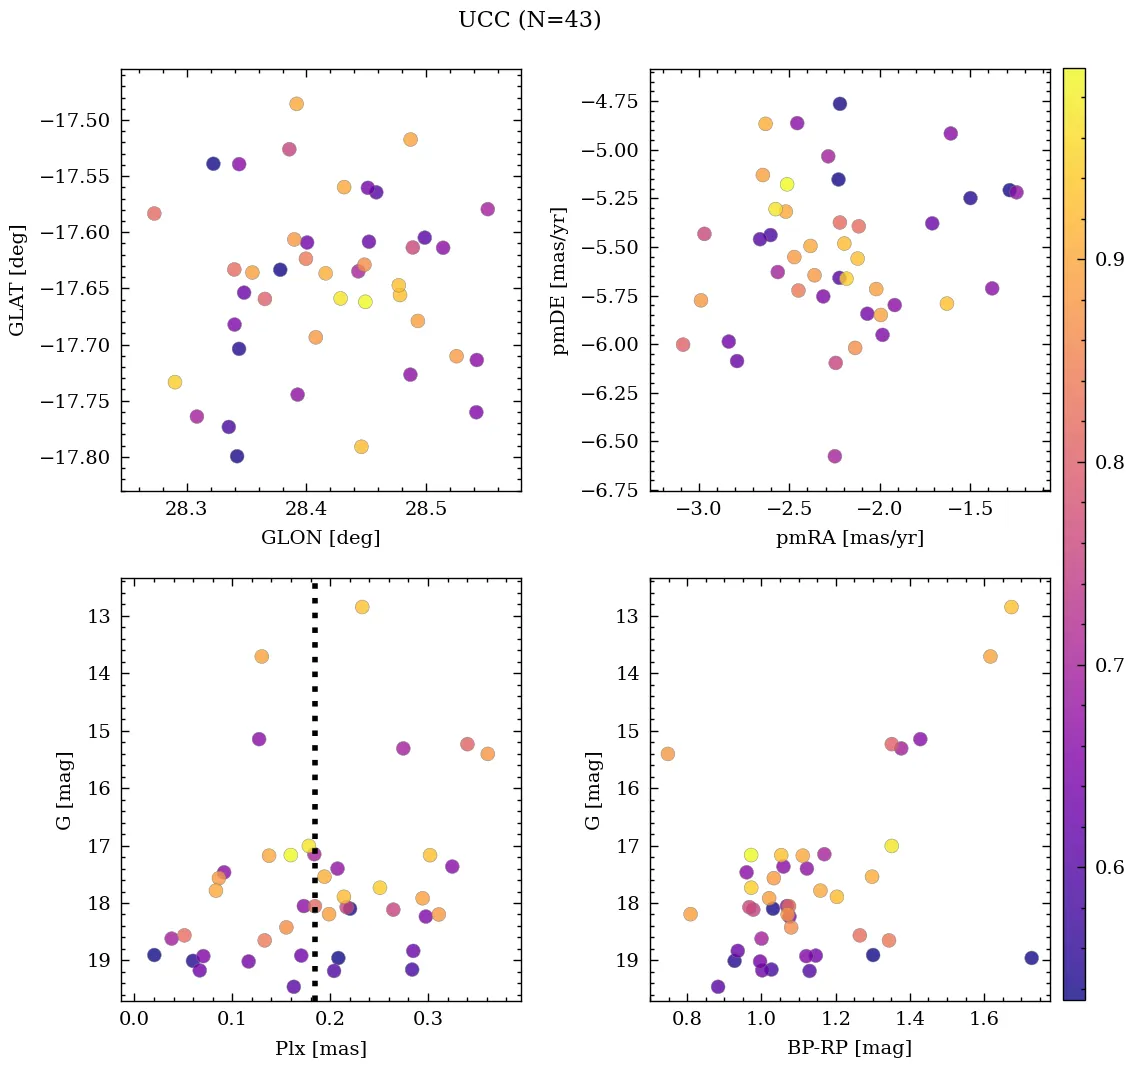 UCC (N=43)
−17.50
−17.55
−17.60
−17.65
−17.70
−17.75
−17.80
GLAT [deg]
28.3 28.4 28.5
GLON [deg]
−4.75
−5.00
−5.25
−5.50
−5.75
−6.00
−6.25
−6.50
−6.75
pmDE [mas/yr]
−3.0 −2.5 −2.0 −1.5
pmRA [mas/yr]
13
14
15
16
17
18
19
G [mag]
0.0 0.1 0.2 0.3
Plx [mas]
13
14
15
16
17
18
19
G [mag]
0.8 1.0 1.2 1.4 1.6
BP-RP [mag]
0.9
0.8
0.7
0.6